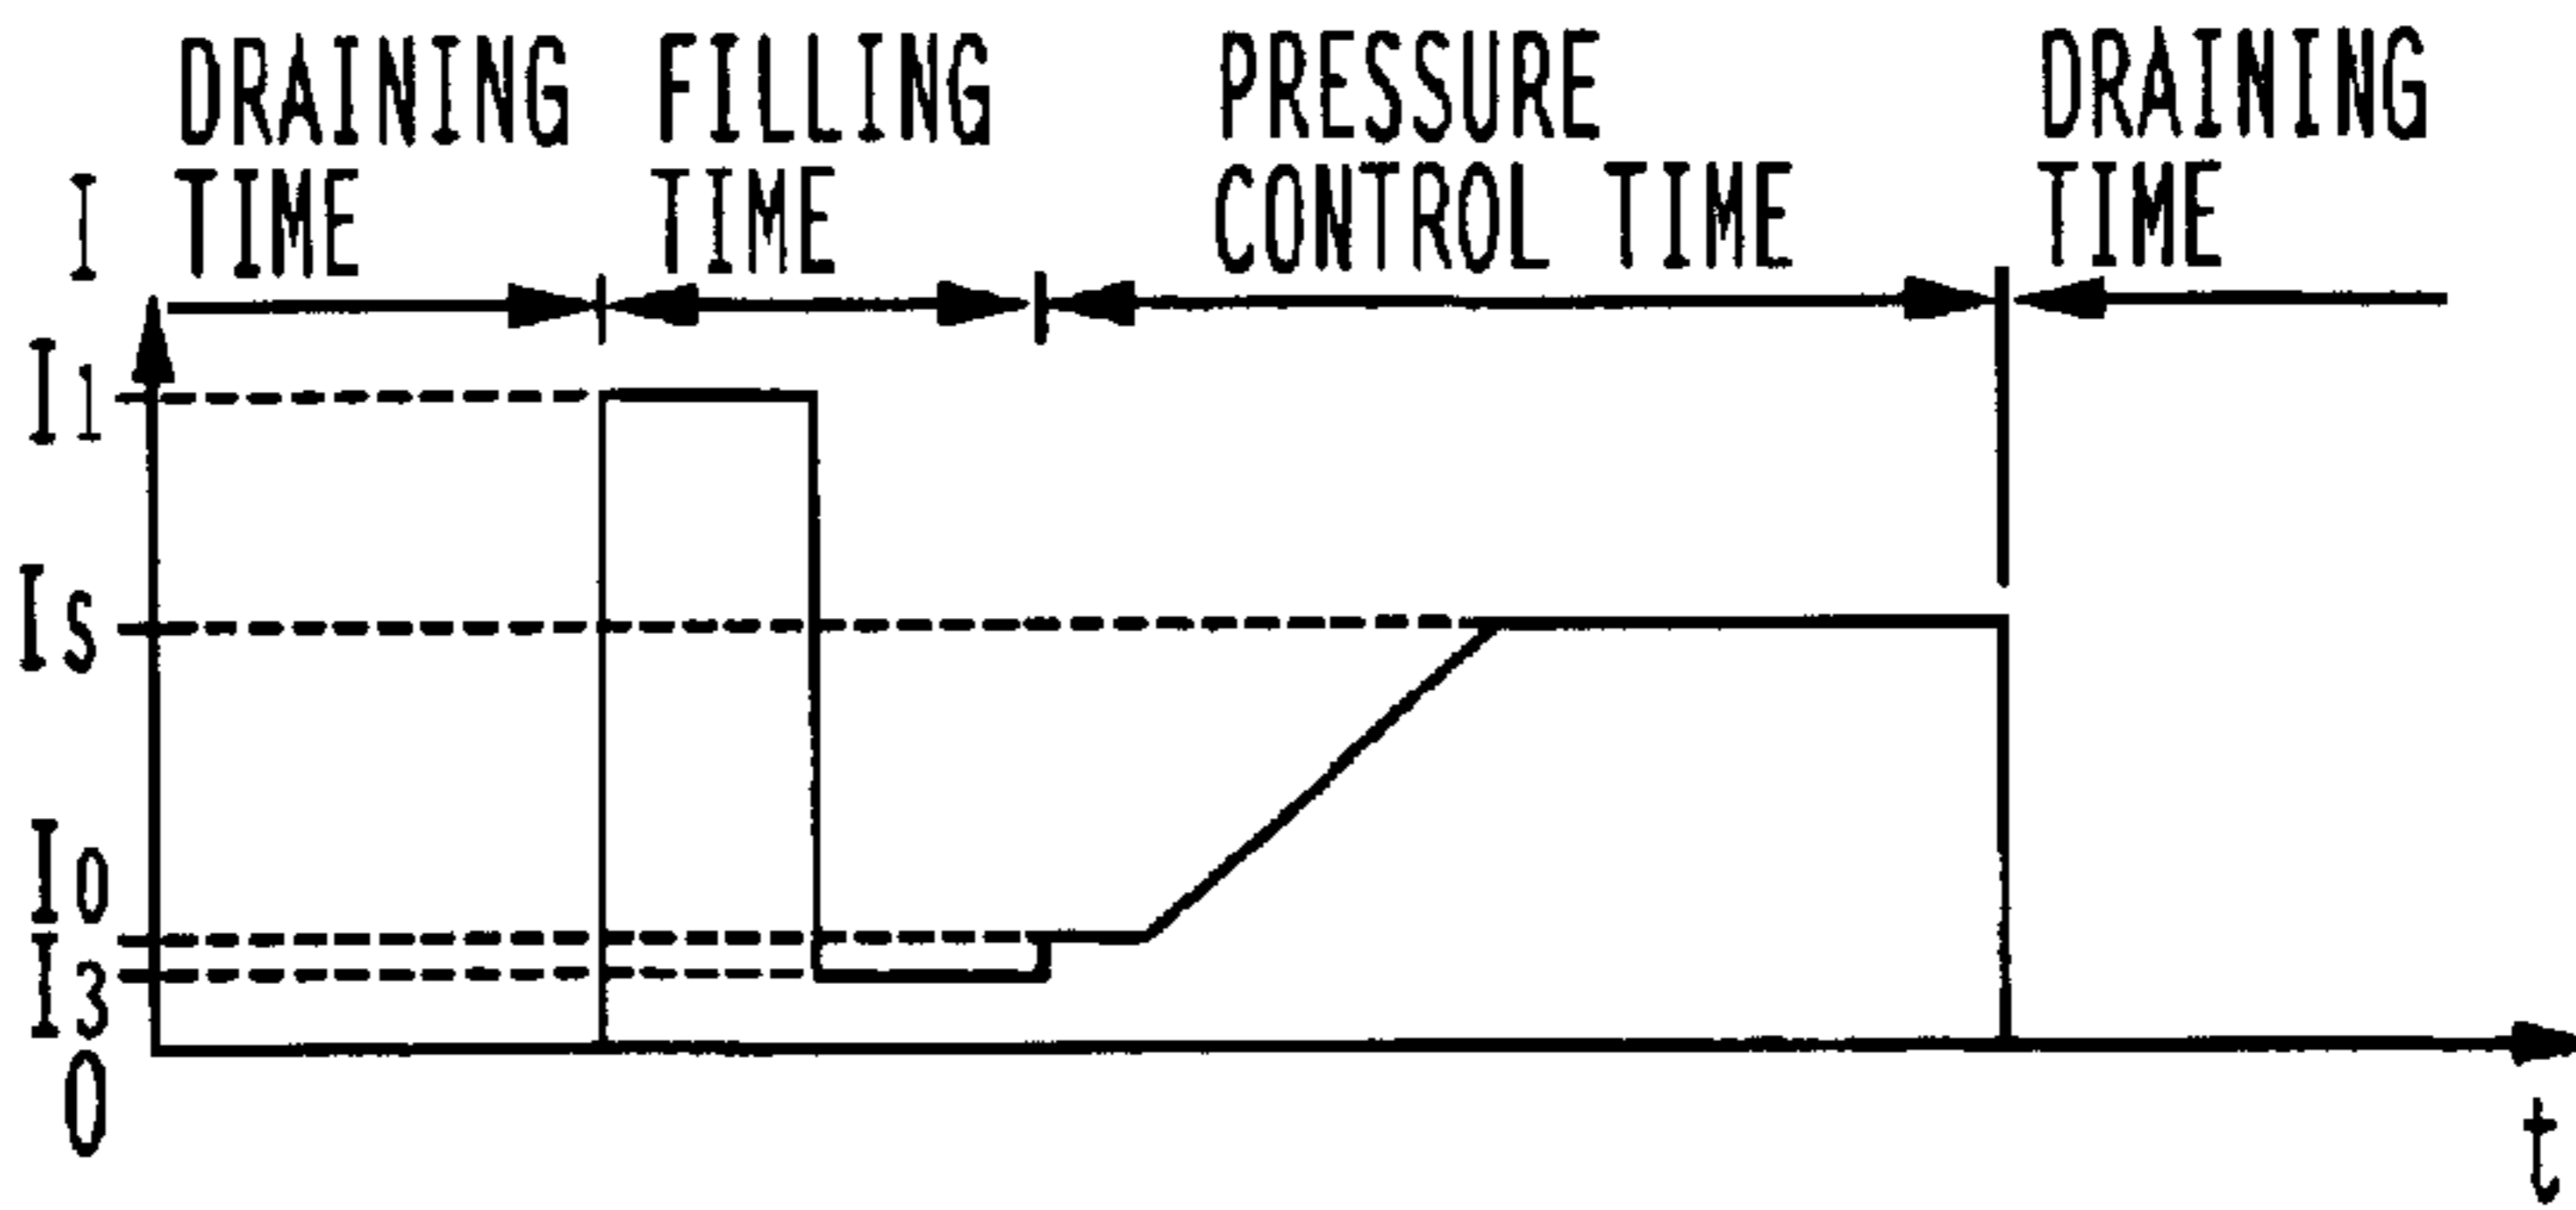 DRAINING TIME
FILLING TIME
PRESSURE CONTROL TIME
DRAINING TIME
I
I1
Is
I0
I3
0
t